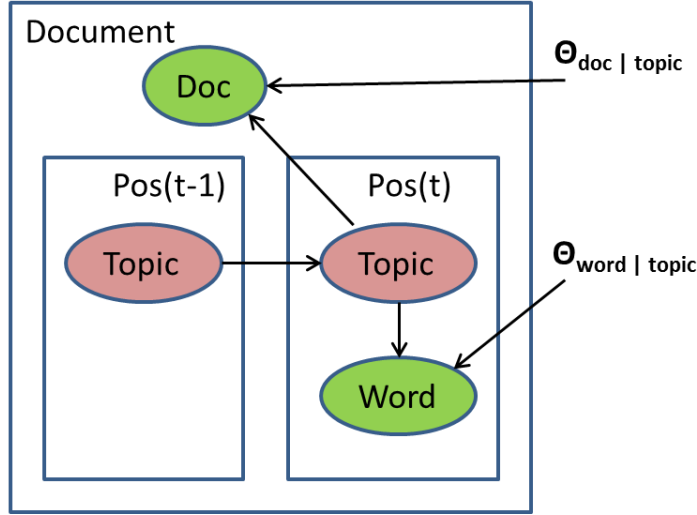 Document
Doc
Θdoc | topic
Pos(t-1)
Pos(t)
Topic
Topic
Θword | topic
Word